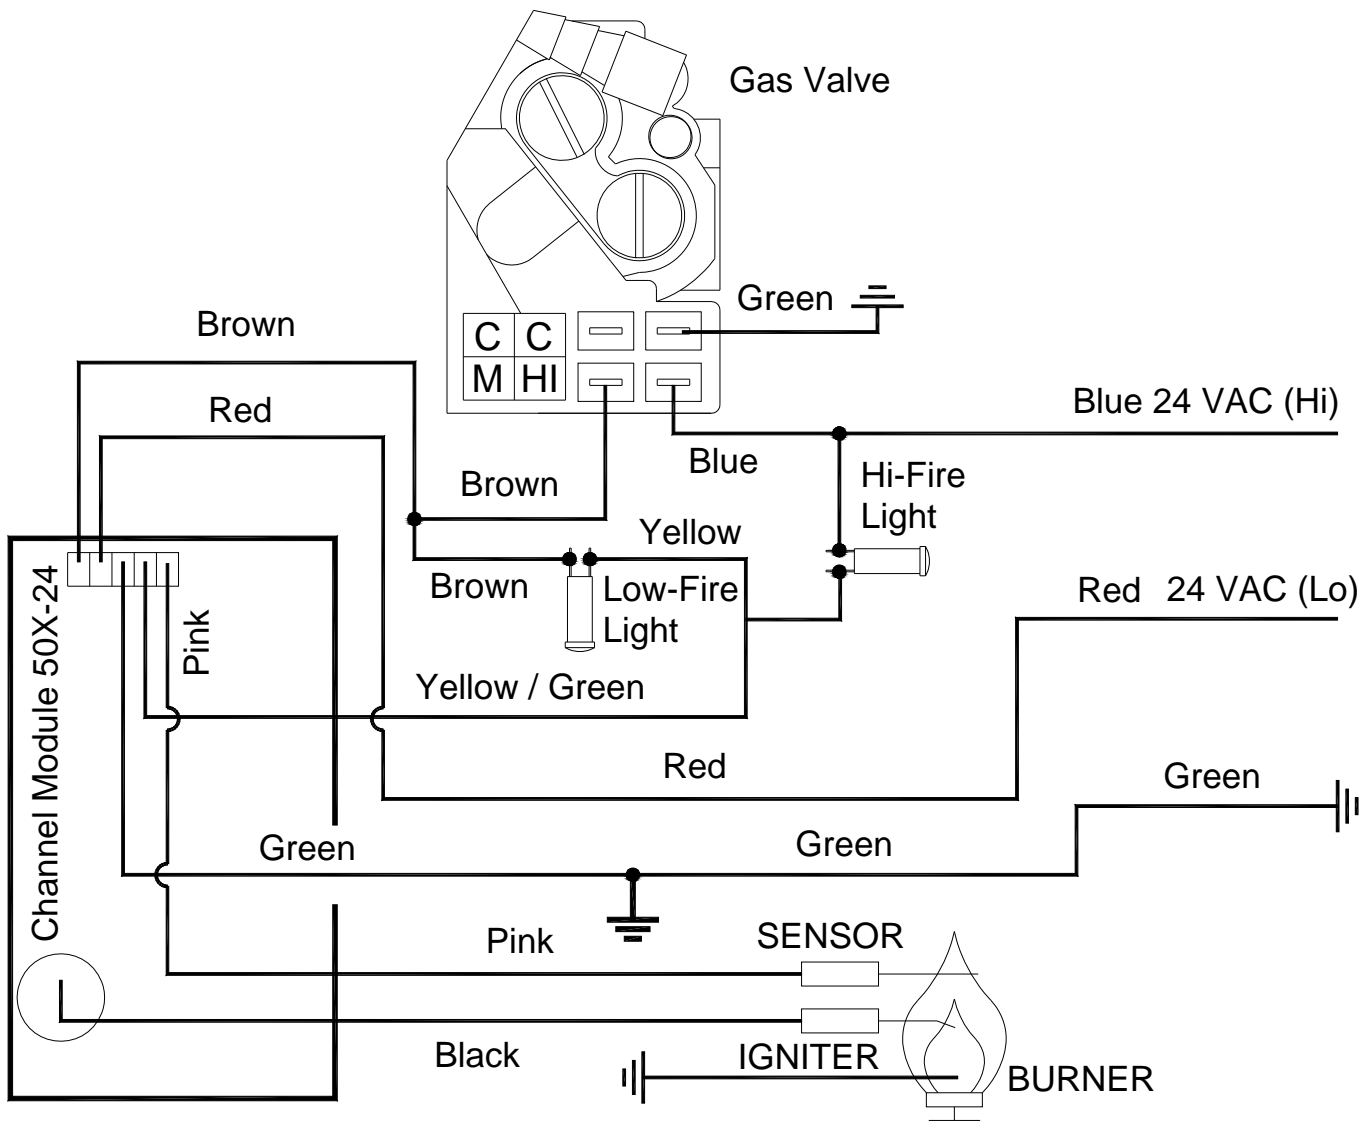 Gas Valve
Green
Brown
C C
M HI
Red
Blue 24 VAC (Hi)
Blue
Hi-Fire
Light
Brown
Yellow
Brown
Low-Fire
Light
Red 24 VAC (Lo)
Channel Module 50X-24
Pink
Yellow / Green
Red
Green
Green
Green
Pink
SENSOR
Black
IGNITER
BURNER